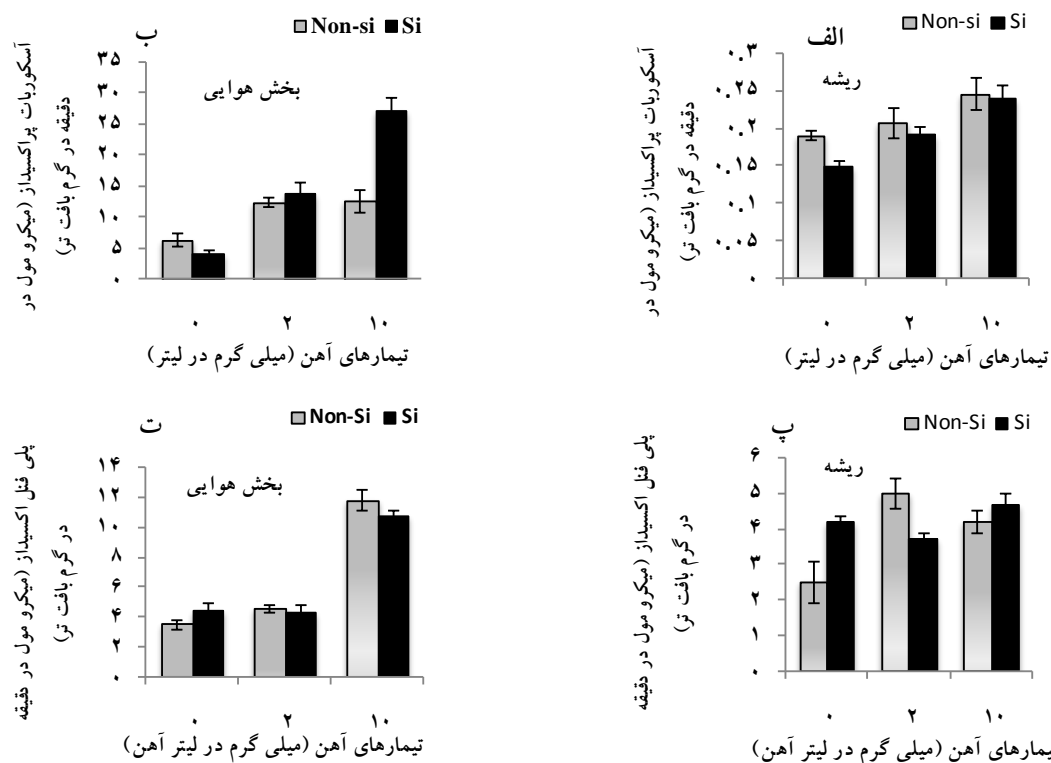 الف
Non-si Si
ریشه
آسکوربات پراکسیداز (میکرو مول در
دقیقه در گرم بافت تر)
۰.۳
۰.۲۵
۰.۲
۰.۱۵
۰.۱
۰.۰۵
۰
۰ ۲ ۱۰
تیمارهای آهن (میلی گرم در لیتر)
ب
Non-si Si
بخش هوایی
آسکوربات پراکسیداز (میکرو مول در
دقیقه در گرم بافت تر)
۳۵
۳۰
۲۵
۲۰
۱۵
۱۰
۵
۰
۰ ۲ ۱۰
تیمارهای آهن (میلی گرم در لیتر)
پ
Non-Si Si
ریشه
پلی فنل اکسیداز (میکرو مول در دقیقه
در گرم بافت تر)
۶
۵
۴
۳
۲
۱
۰
۰ ۲ ۱۰
یمارهای آهن (میلی گرم در لیتر آهن)
ت
Non-Si Si
بخش هوایی
پلی فنل اکسیداز (میکرو مول در دقیقه
در گرم بافت تر)
۱۴
۱۲
۱۰
۸
۶
۴
۲
۰
۰ ۲ ۱۰
تیمارهای آهن (میلی گرم در لیتر آهن)